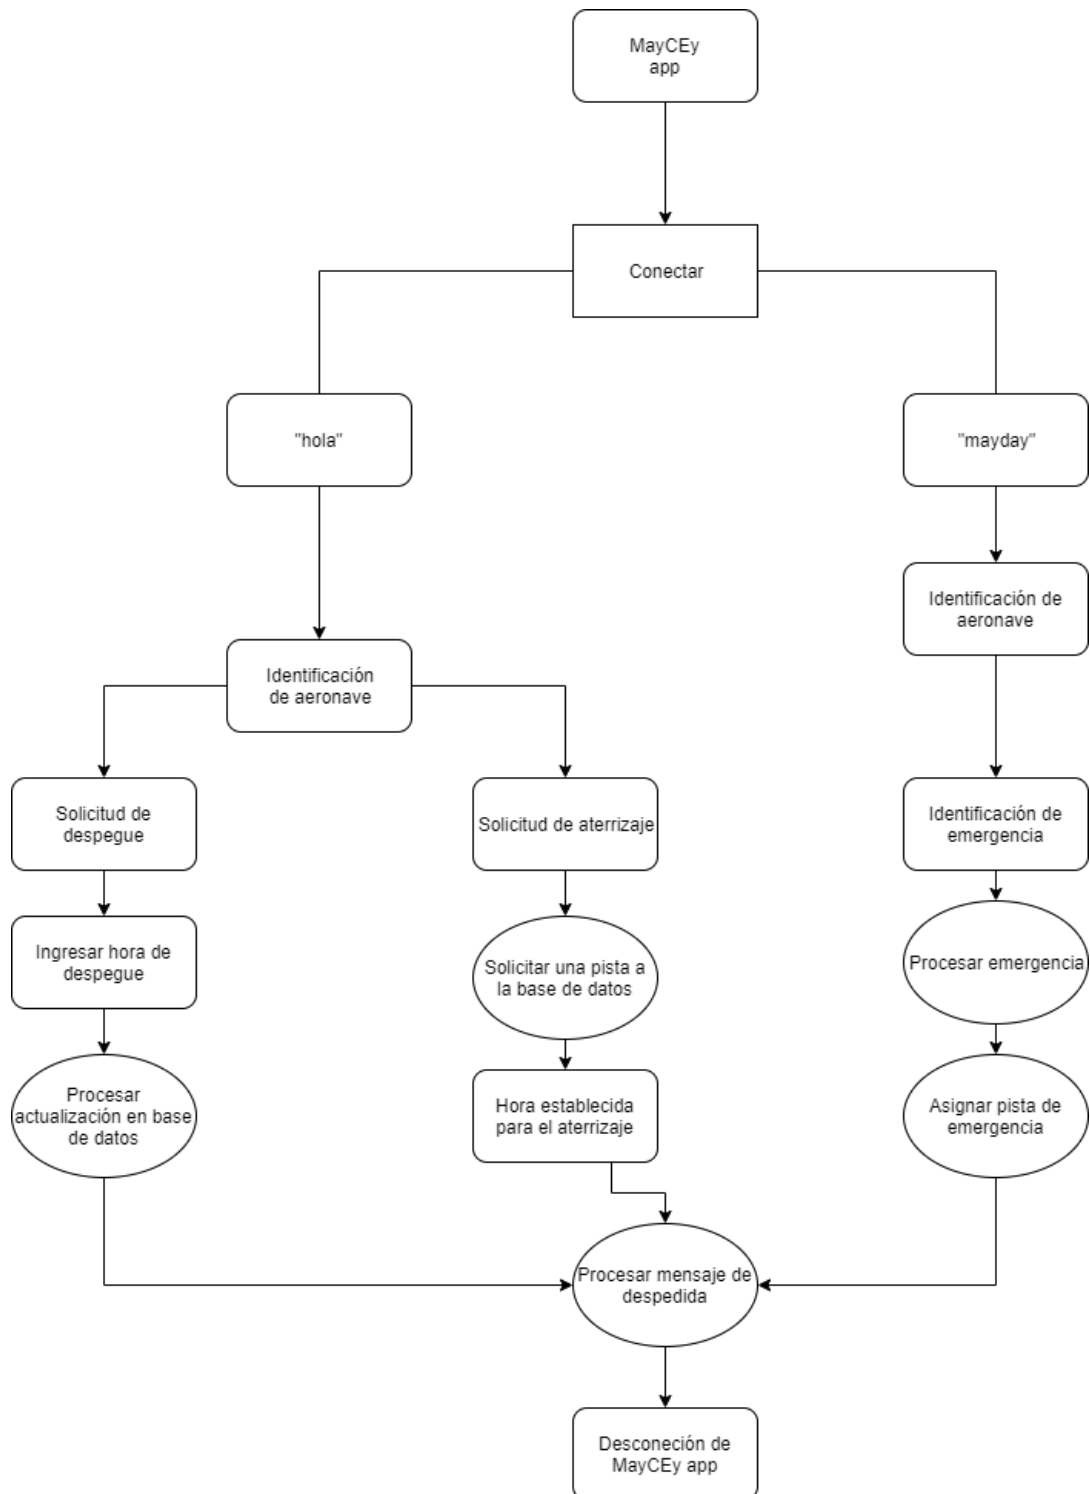 MayCEy
app
Conectar
"hola"
"mayday"
Identificación de
aeronave
Identificación
de aeronave
Solicitud de
despegue
Solicitud de aterrizaje
Identificación de
emergencia
Ingresar hora de
despegue
Solicitar una pista a
la base de datos
Procesar emergencia
Procesar
actualización en base
de datos
Hora establecida
para el aterrizaje
Asignar pista de
emergencia
Procesar mensaje de
despedida
Desconeción de
MayCEy app